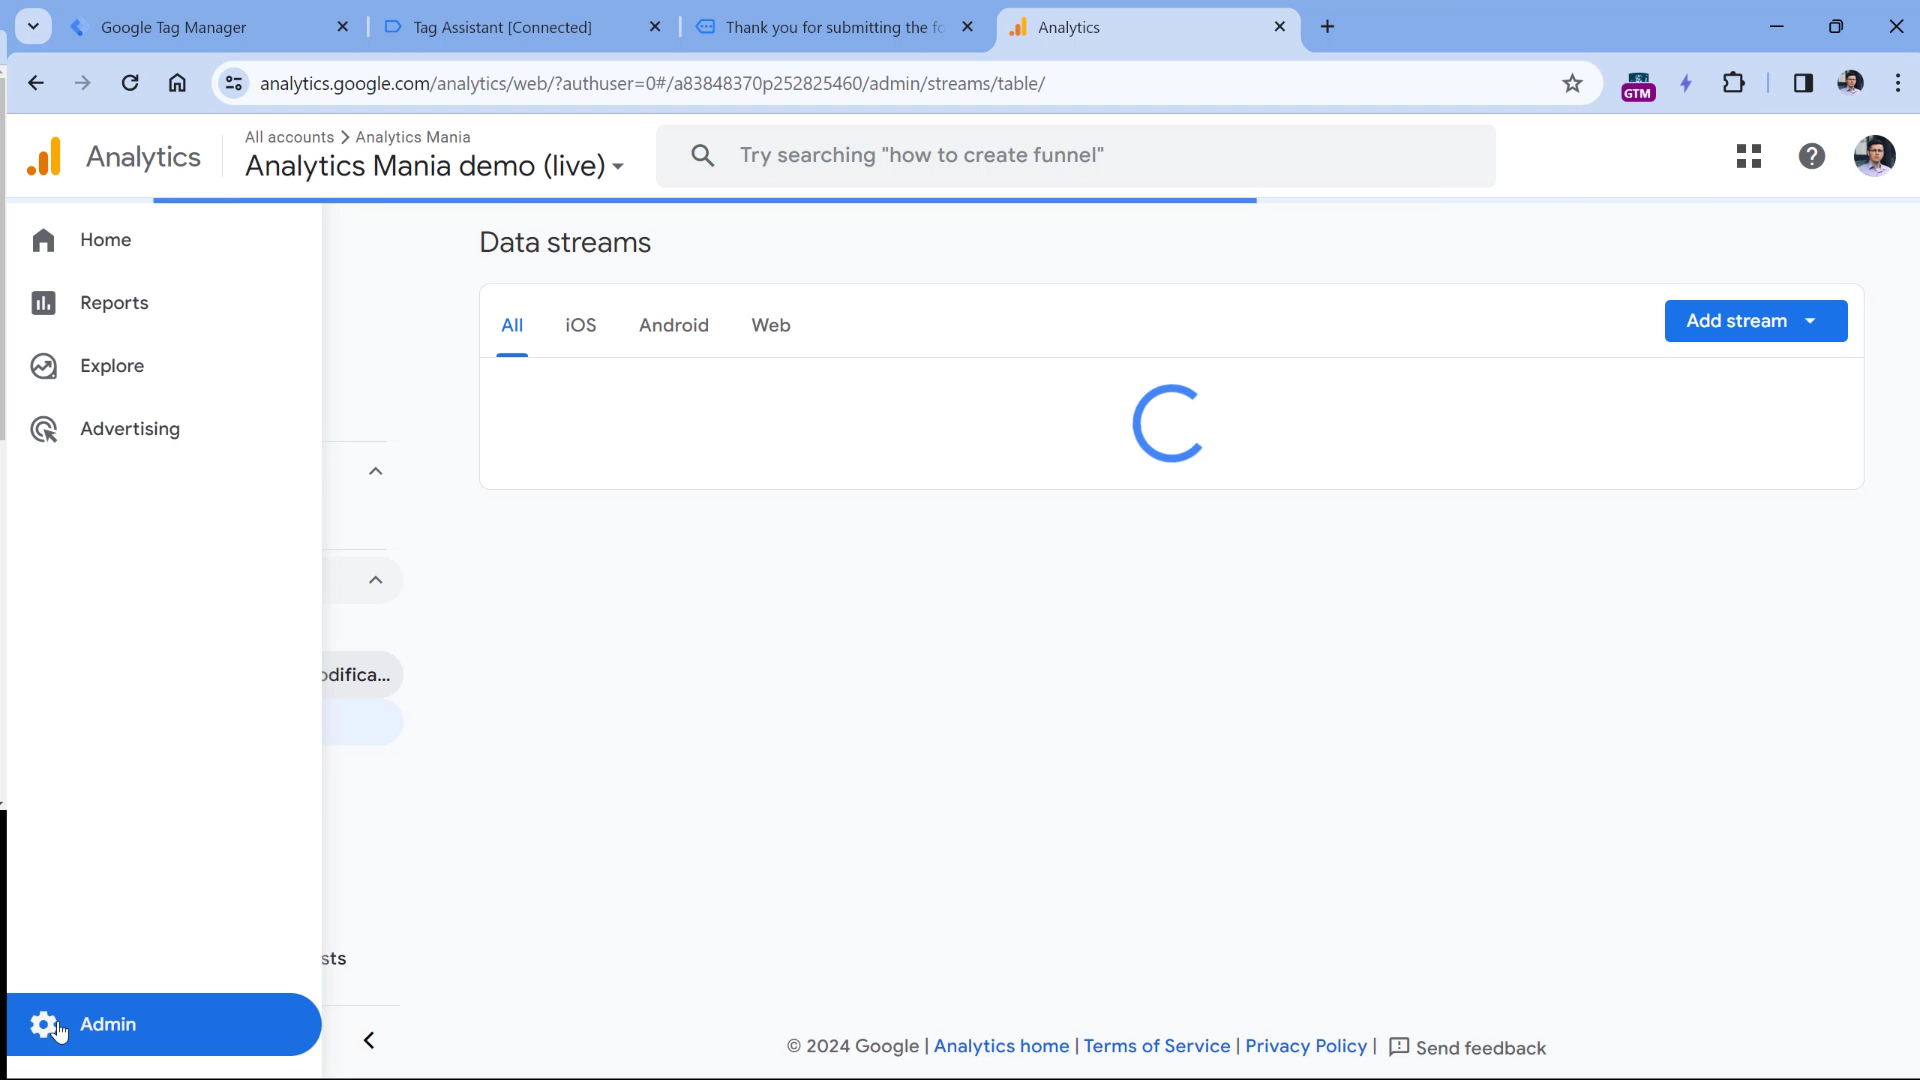 Google Tag Manager
Tag Assistant [Connected]
Thank you for submitting the fo
Analytics
analytics.google.com/analytics/web/?authuser=0#/a83848370p252825460/admin/streams/table/
GTM
Analytics
All accounts > Analytics Mania
Analytics Mania demo (live)
Try searching "how to create funnel"
Home
Reports
Explore
Advertising
Data streams
All
iOS
Android
Web
Add stream
odifica...
sts
Admin
© 2024 Google | Analytics home | Terms of Service | Privacy Policy | Send feedback